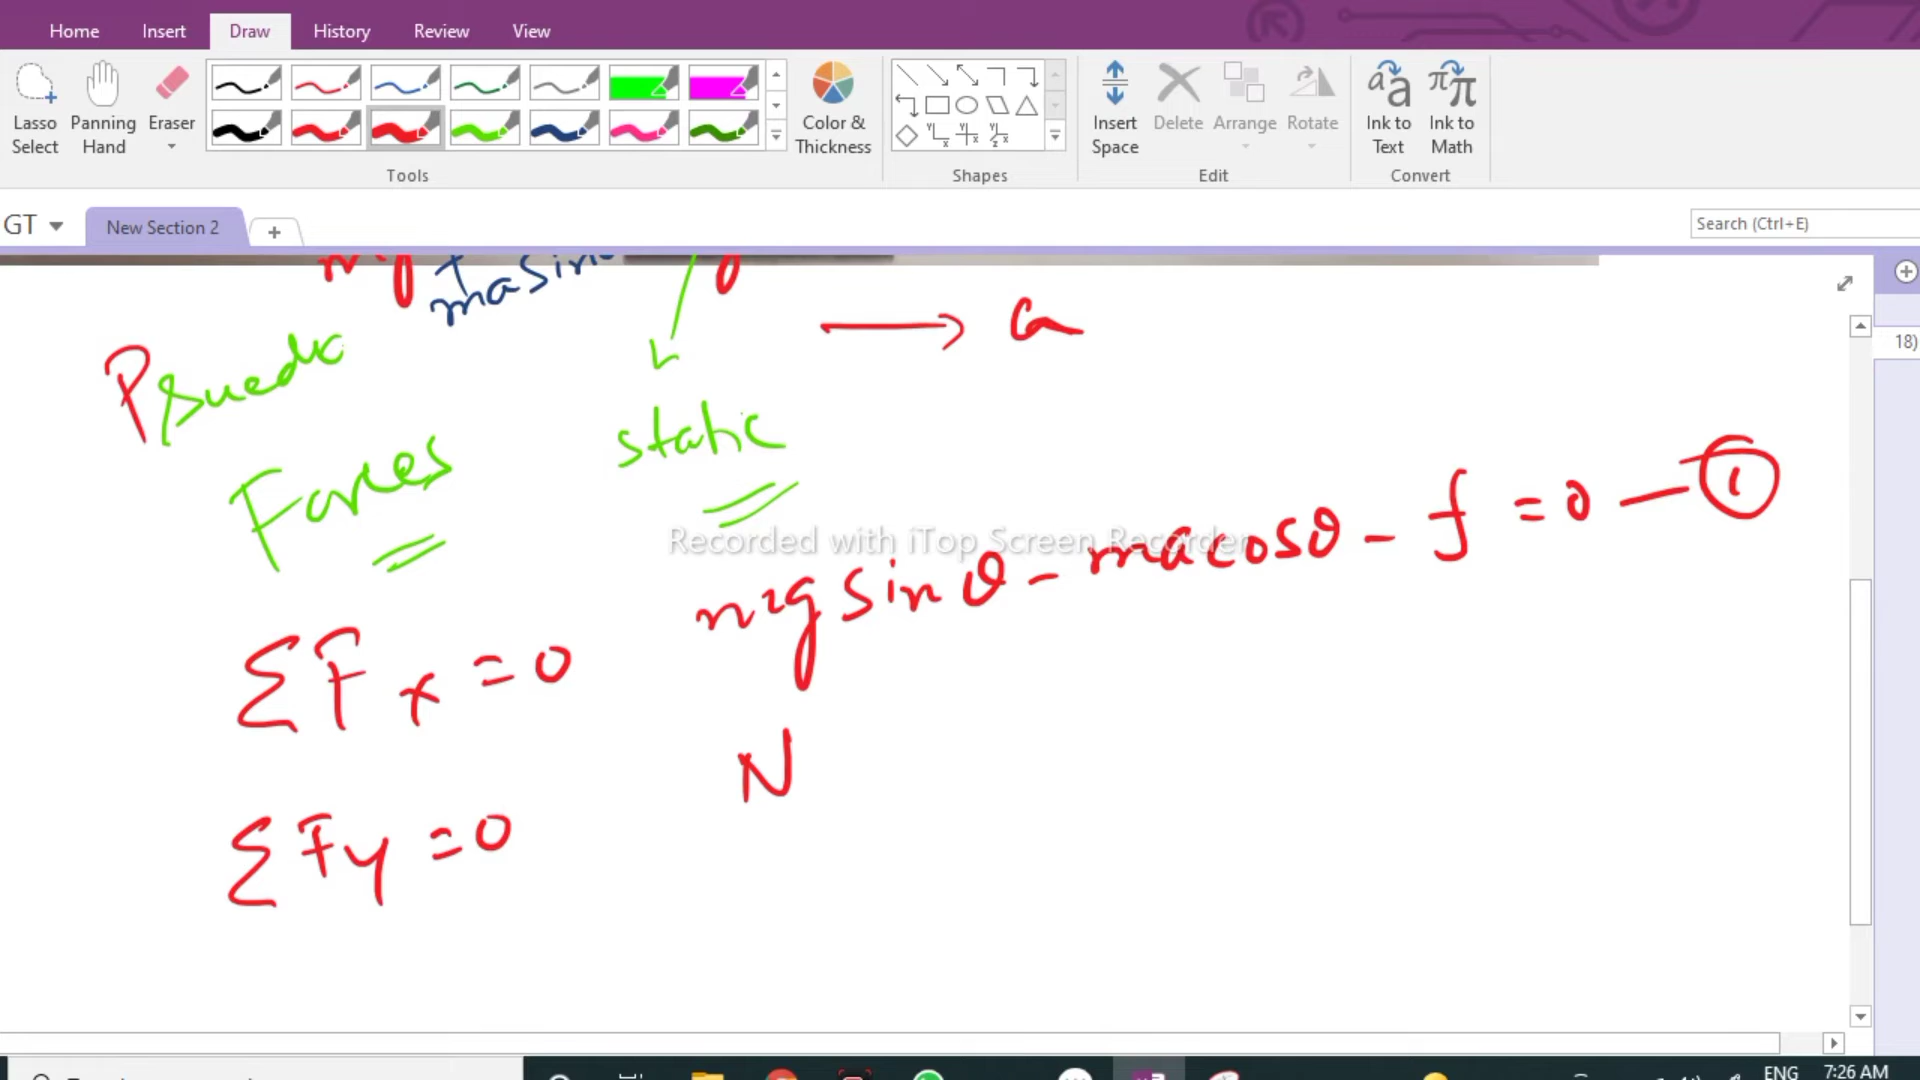 Home Insert Draw History Review View
Lasso Select Panning Hand Eraser Color & Thickness Insert Space Delete Arrange Rotate Ink to Text Ink to Math
Tools Shapes Edit Convert
GT New Section 2 + Search (Ctrl+E)
mg + masin
→ a
18)
Psuedo
Forces
static
mg sin θ - macosθ - f = 0 — 1
Recorded with iTop Screen Recorder
ΣFx = 0
N
ΣFy = 0
ENG 7:26 AM